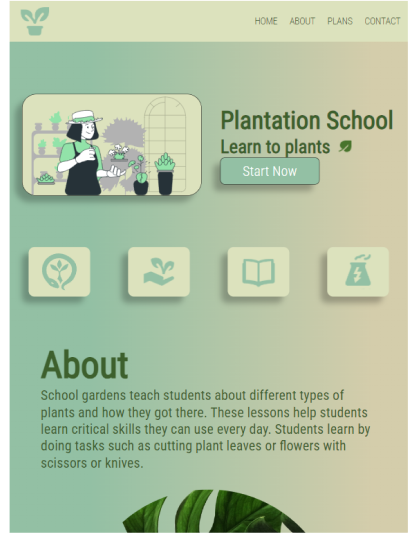 HOME ABOUT PLANS CONTACT
Plantation School
Learn to plants
Start Now
About
School gardens teach students about different types of
plants and how they got there. These lessons help students
learn critical skills they can use every day. Students learn by
doing tasks such as cutting plant leaves or flowers with
scissors or knives.